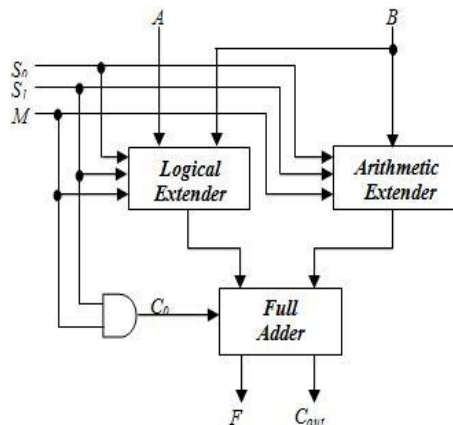 A B
S0
S1
M
Logical
Extender
Arithmetic
Extender
C0
Full
Adder
F Cout